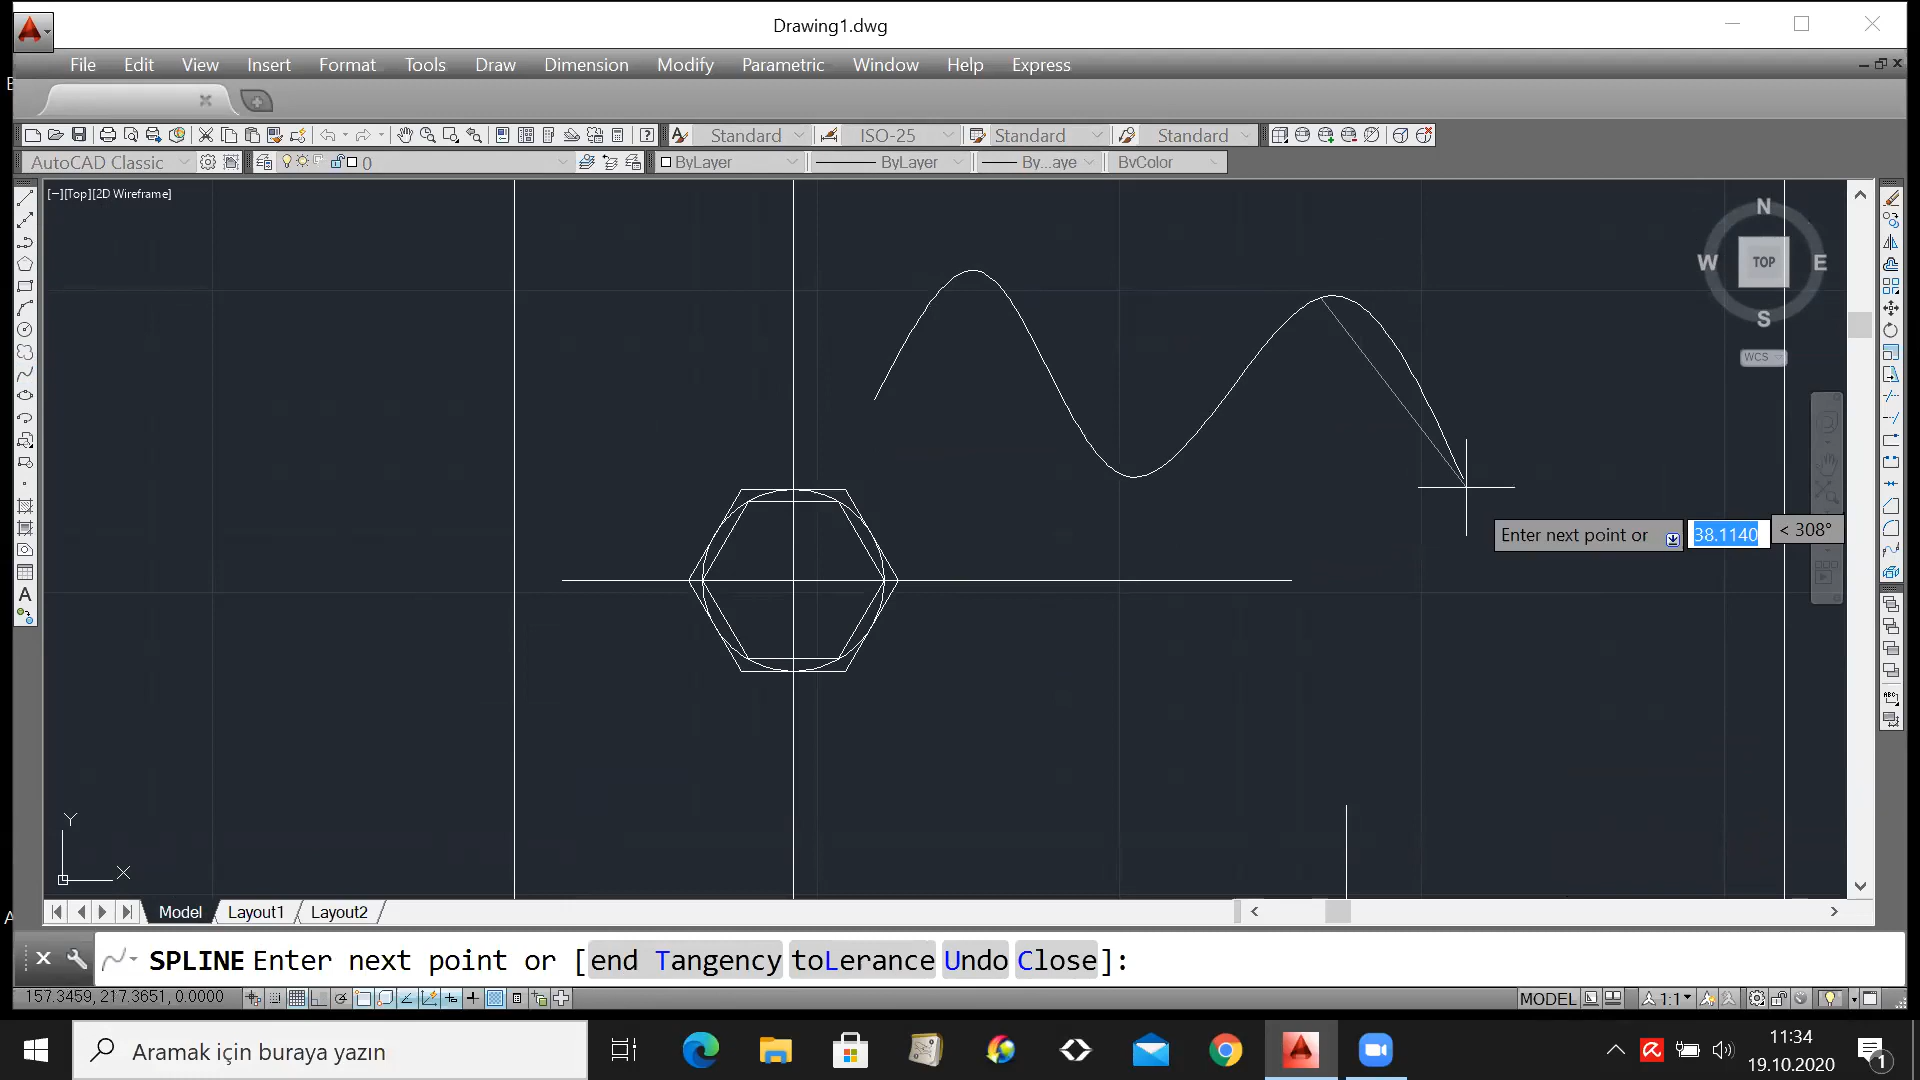 Drawing1.dwg
File Edit View Insert Format Tools Draw Dimension Modify Parametric Window Help Express
Standard ISO-25 Standard Standard
AutoCAD Classic 0 ByLayer ByLayer By...aye ByColor
[−][Top][2D Wireframe]
N
W TOP E
S
WCS
Enter next point or 38.1140 < 308°
Y
X
Model Layout1 Layout2
SPLINE Enter next point or [end Tangency toLerance Undo Close]:
157.3459, 217.3651, 0.0000 MODEL 1:1
Aramak için buraya yazın
11:34
19.10.2020
1